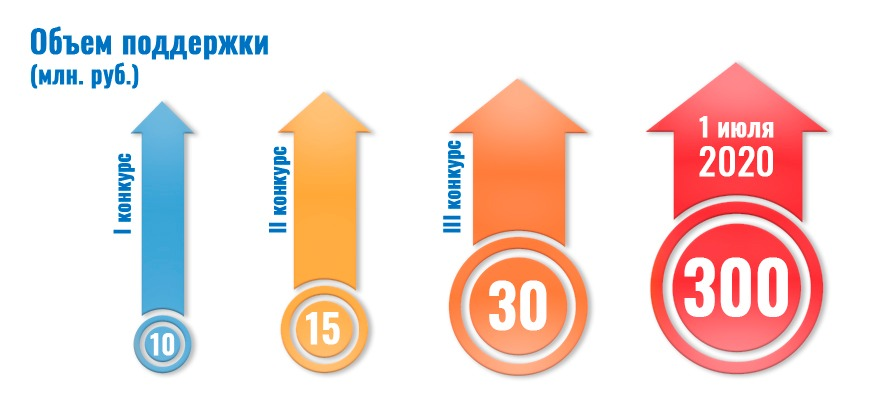 Объем поддержки
(млн. руб.)
I конкурс
10
II конкурс
15
III конкурс
30
1 июля
2020
300